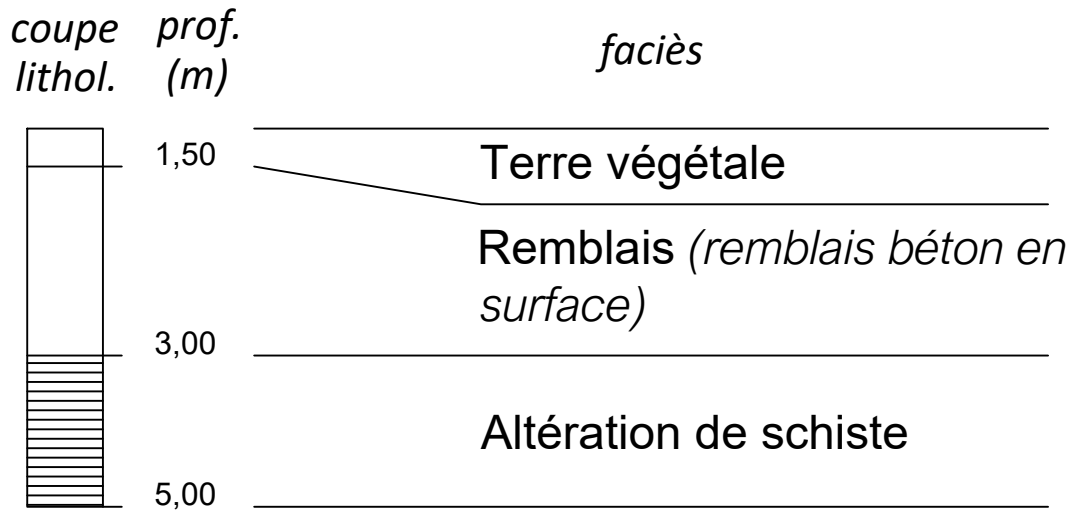 coupe prof.
lithol. (m)
faciès
1,50
Terre végétale
Remblais (remblais béton en
surface)
3,00
Altération de schiste
5,00